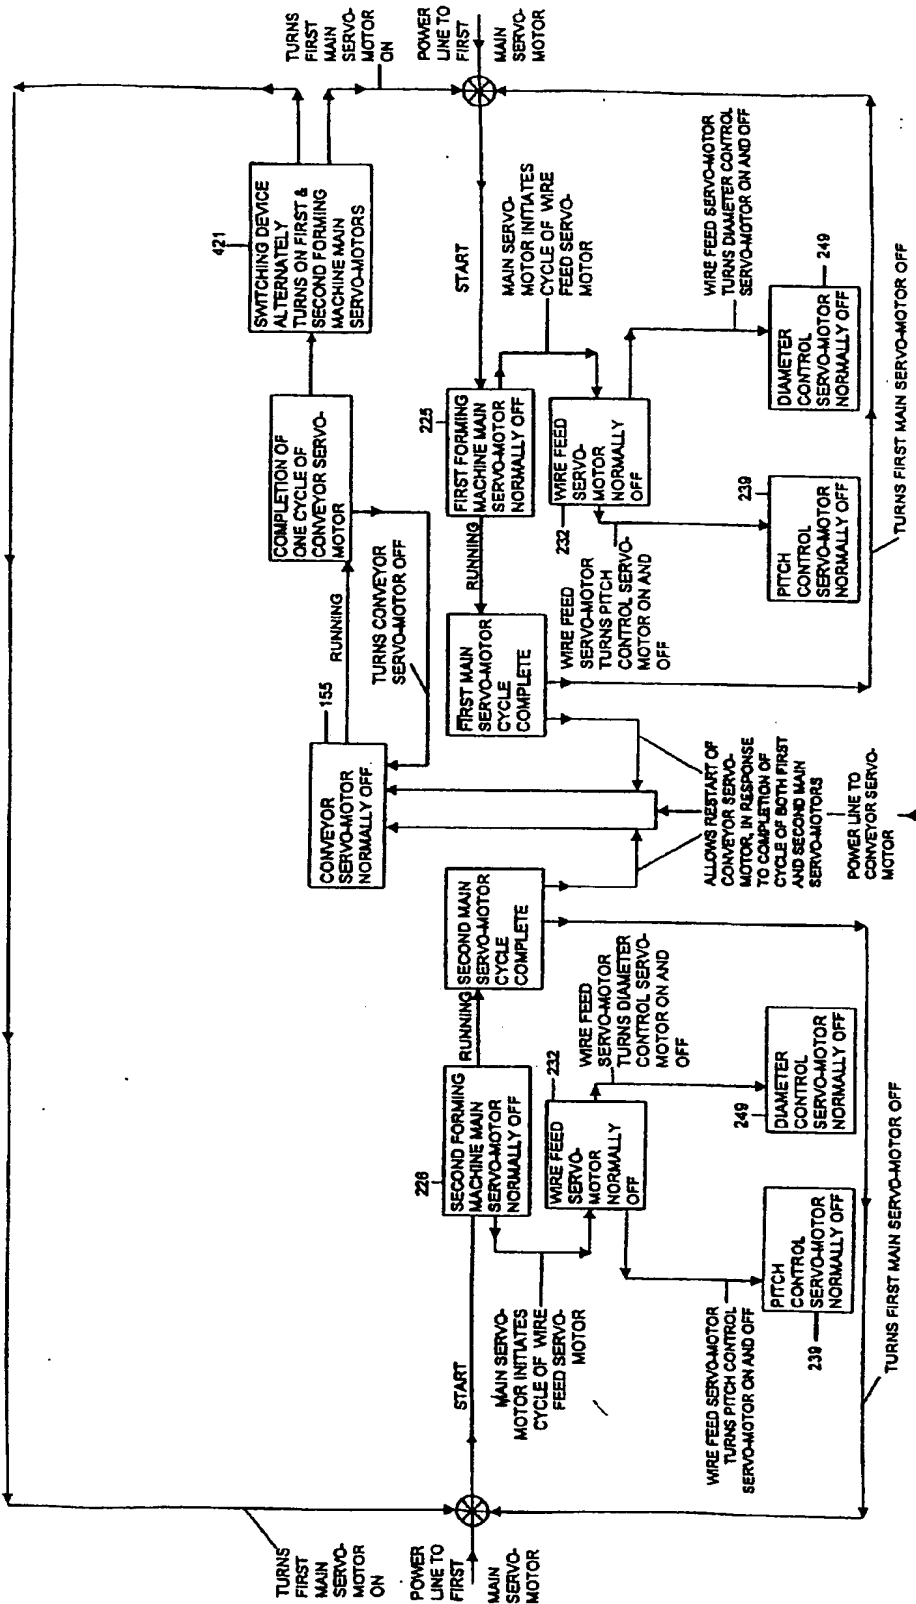 TURNS
FIRST
MAIN
SERVO-
MOTOR
ON
POWER
LINE TO
FIRST
MAIN
SERVO-
MOTOR
START
226
SECOND FORMING
MACHINE MAIN
SERVO-MOTOR
NORMALLY OFF
RUNNING
SECOND MAIN
SERVO-MOTOR
CYCLE
COMPLETE
MAIN SERVO-
MOTOR INITIATES
CYCLE OF WIRE
FEED SERVO-
MOTOR
232
WIRE FEED
SERVO-
MOTOR
NORMALLY
OFF
WIRE FEED
SERVO-MOTOR
TURNS DIAMETER
CONTROL SERVO-
MOTOR ON AND
OFF
WIRE FEED SERVO-MOTOR
TURNS PITCH CONTROL
SERVO-MOTOR ON AND OFF
PITCH
CONTROL
SERVO-MOTOR
NORMALLY OFF
239
249
DIAMETER
CONTROL
SERVO-MOTOR
NORMALLY OFF
TURNS FIRST MAIN SERVO-MOTOR OFF
CONVEYOR
SERVO-MOTOR
NORMALLY OFF
155
RUNNING
COMPLETION OF
ONE CYCLE OF
CONVEYOR SERVO-
MOTOR
TURNS CONVEYOR
SERVO-MOTOR OFF
421
SWITCHING DEVICE
ALTERNATELY
TURNS ON FIRST &
SECOND FORMING
MACHINE MAIN
SERVO-MOTORS
TURNS
FIRST
MAIN
SERVO-
MOTOR
ON
POWER
LINE TO
FIRST
MAIN
SERVO-
MOTOR
START
225
FIRST FORMING
MACHINE MAIN
SERVO-MOTOR
NORMALLY OFF
RUNNING
FIRST MAIN
SERVO-MOTOR
CYCLE
COMPLETE
MAIN SERVO-
MOTOR INITIATES
CYCLE OF WIRE
FEED SERVO-
MOTOR
232
WIRE FEED
SERVO-
MOTOR
NORMALLY
OFF
WIRE FEED
SERVO-MOTOR
TURNS PITCH
CONTROL SERVO-
MOTOR ON AND
OFF
WIRE FEED SERVO-MOTOR
TURNS DIAMETER CONTROL
SERVO-MOTOR ON AND OFF
239
PITCH
CONTROL
SERVO-MOTOR
NORMALLY OFF
249
DIAMETER
CONTROL
SERVO-MOTOR
NORMALLY OFF
TURNS FIRST MAIN SERVO-MOTOR OFF
ALLOWS RESTART OF
CONVEYOR SERVO-
MOTOR, IN RESPONSE
TO COMPLETION OF
CYCLE OF BOTH FIRST
AND SECOND MAIN
SERVO-MOTORS
POWER LINE TO
CONVEYOR SERVO-
MOTOR